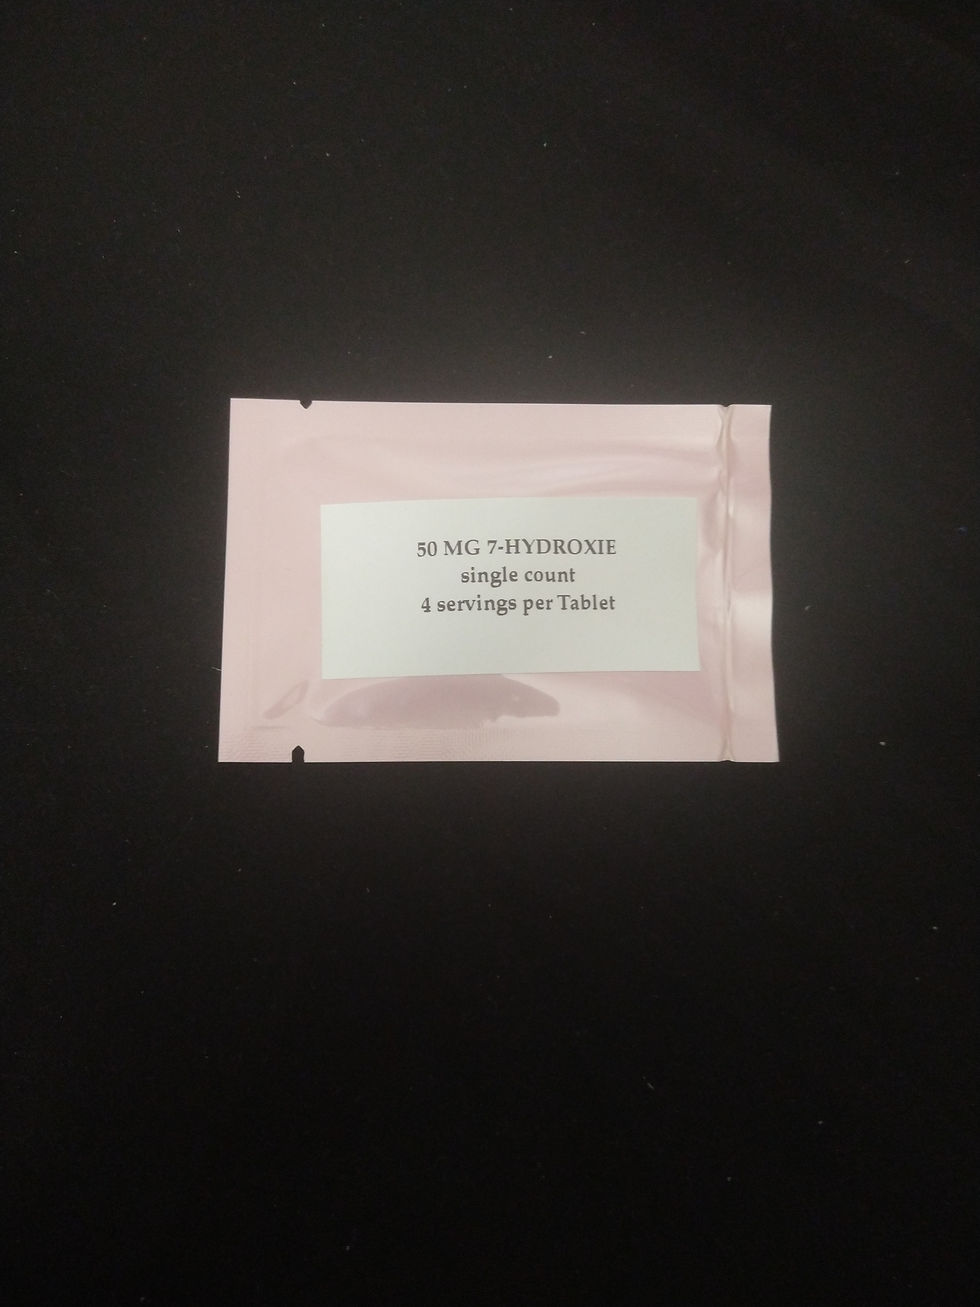 50 MG 7-HYDROXIE
single count
4 servings per Tablet